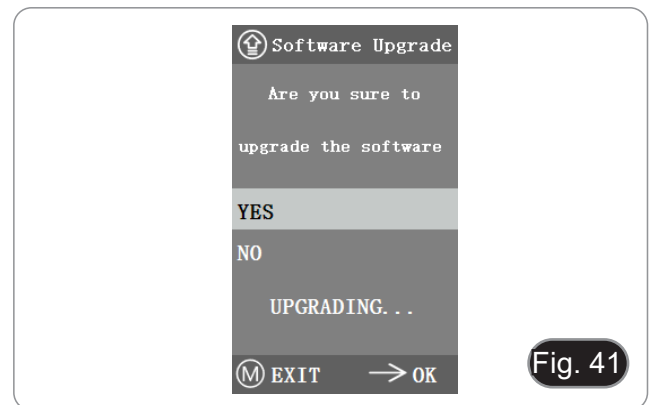 Software Upgrade
Are you sure to
upgrade the software
YES
NO
UPGRADING...
M EXIT → OK
Fig. 41